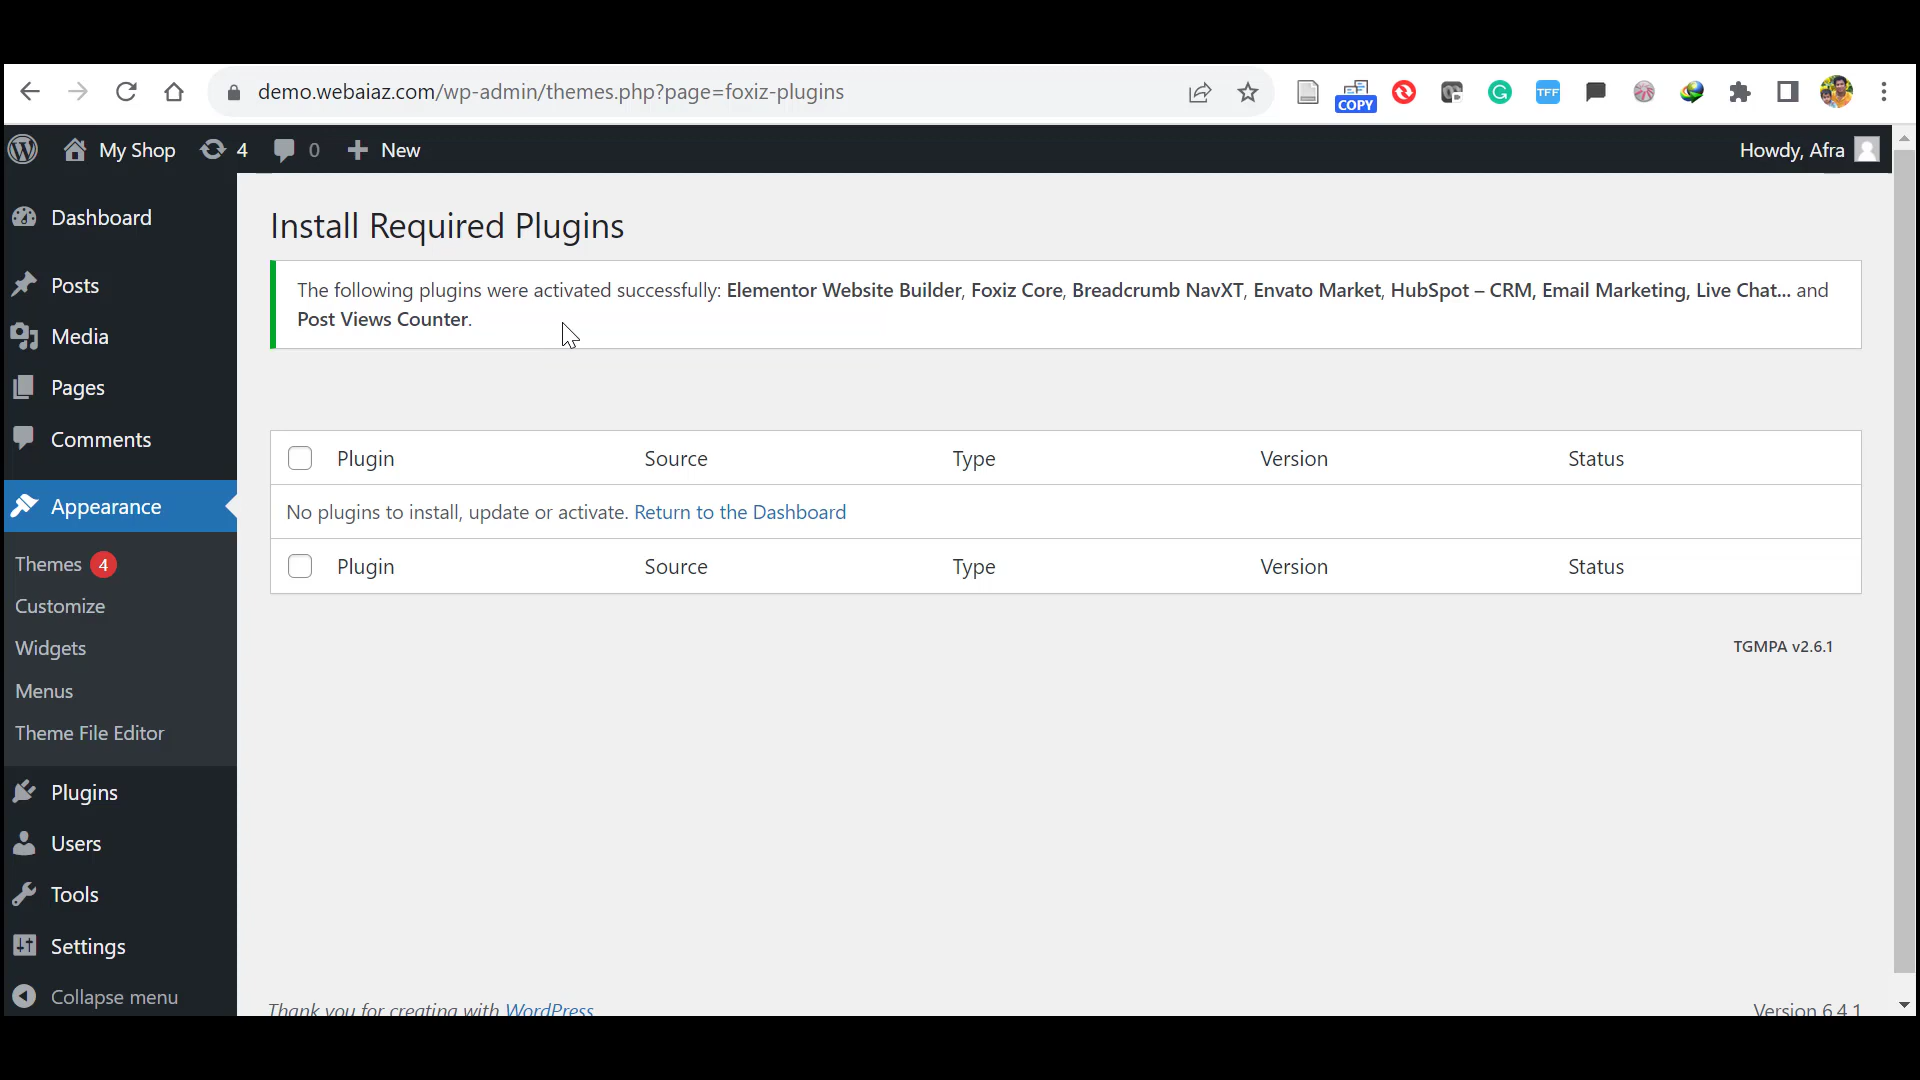 demo.webaiaz.com/wp-admin/themes.php?page=foxiz-plugins
COPY
TFF
My Shop
4
0
New
Howdy, Afra
Dashboard
Posts
Media
Pages
Comments
Appearance
Themes 4
Customize
Widgets
Menus
Theme File Editor
Plugins
Users
Tools
Settings
Collapse menu
Install Required Plugins
The following plugins were activated successfully: Elementor Website Builder, Foxiz Core, Breadcrumb NavXT, Envato Market, HubSpot – CRM, Email Marketing, Live Chat... and
Post Views Counter.
Plugin Source Type Version Status
No plugins to install, update or activate. Return to the Dashboard
Plugin Source Type Version Status
TGMPA v2.6.1
Thank you for creating with WordPress
Version 6.4.1